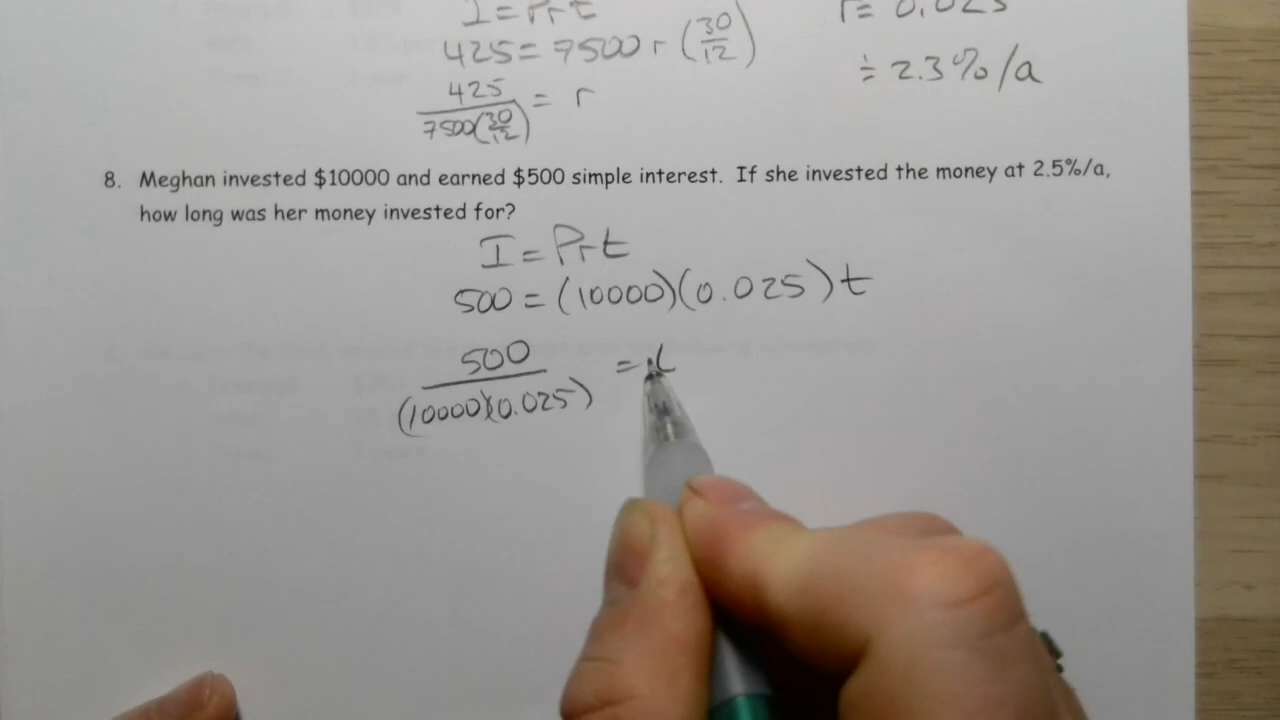 I = Prt
r = 0.023
425 = 7500 r (30/12)
÷ 2.3%/a
425/7500(30/12) = r
8. Meghan invested $10000 and earned $500 simple interest. If she invested the money at 2.5%/a,
how long was her money invested for?
I = Prt
500 = (10000)(0.025)t
500/(10000)(0.025) = t